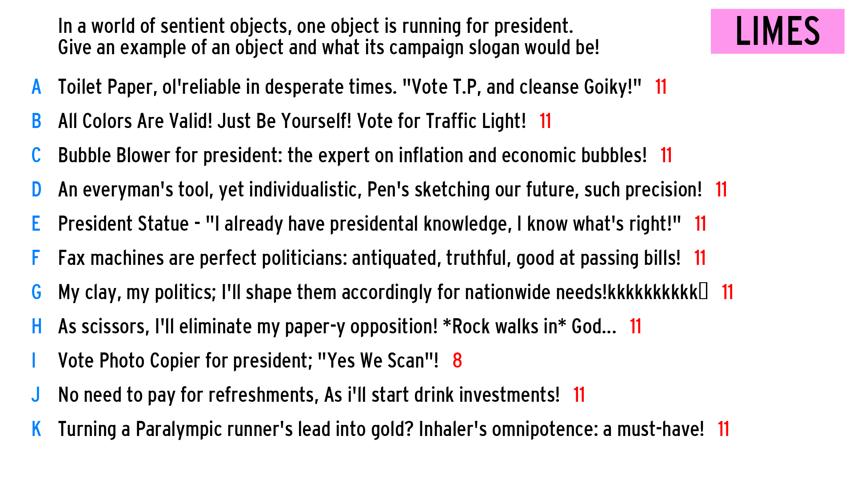 In a world of sentient objects, one object is running for president.
Give an example of an object and what its campaign slogan would be!
LIMES
A Toilet Paper, ol'reliable in desperate times. "Vote T.P, and cleanse Goiky!" 11
B All Colors Are Valid! Just Be Yourself! Vote for Traffic Light! 11
C Bubble Blower for president: the expert on inflation and economic bubbles! 11
D An everyman's tool, yet individualistic, Pen's sketching our future, such precision! 11
E President Statue - "I already have presidental knowledge, I know what's right!" 11
F Fax machines are perfect politicians: antiquated, truthful, good at passing bills! 11
G My clay, my politics; I'll shape them accordingly for nationwide needs!kkkkkkkkkk▯ 11
H As scissors, I'll eliminate my paper-y opposition! *Rock walks in* God... 11
I Vote Photo Copier for president; "Yes We Scan"! 8
J No need to pay for refreshments, As i'll start drink investments! 11
K Turning a Paralympic runner's lead into gold? Inhaler's omnipotence: a must-have! 11